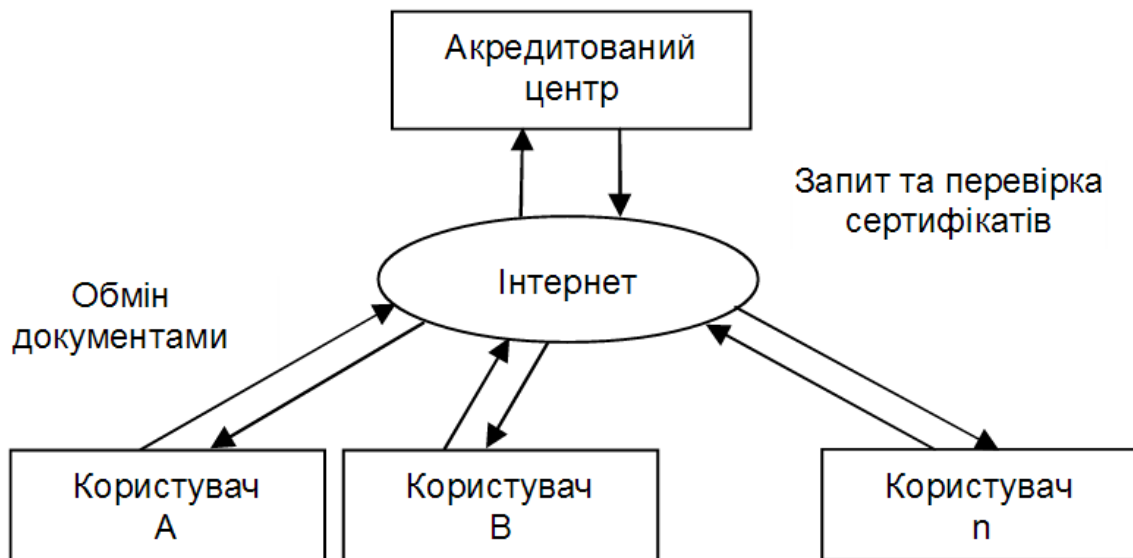 Акредитований
центр
Запит та перевірка
сертифікатів
Інтернет
Обмін
документами
Користувач
А
Користувач
В
Користувач
n